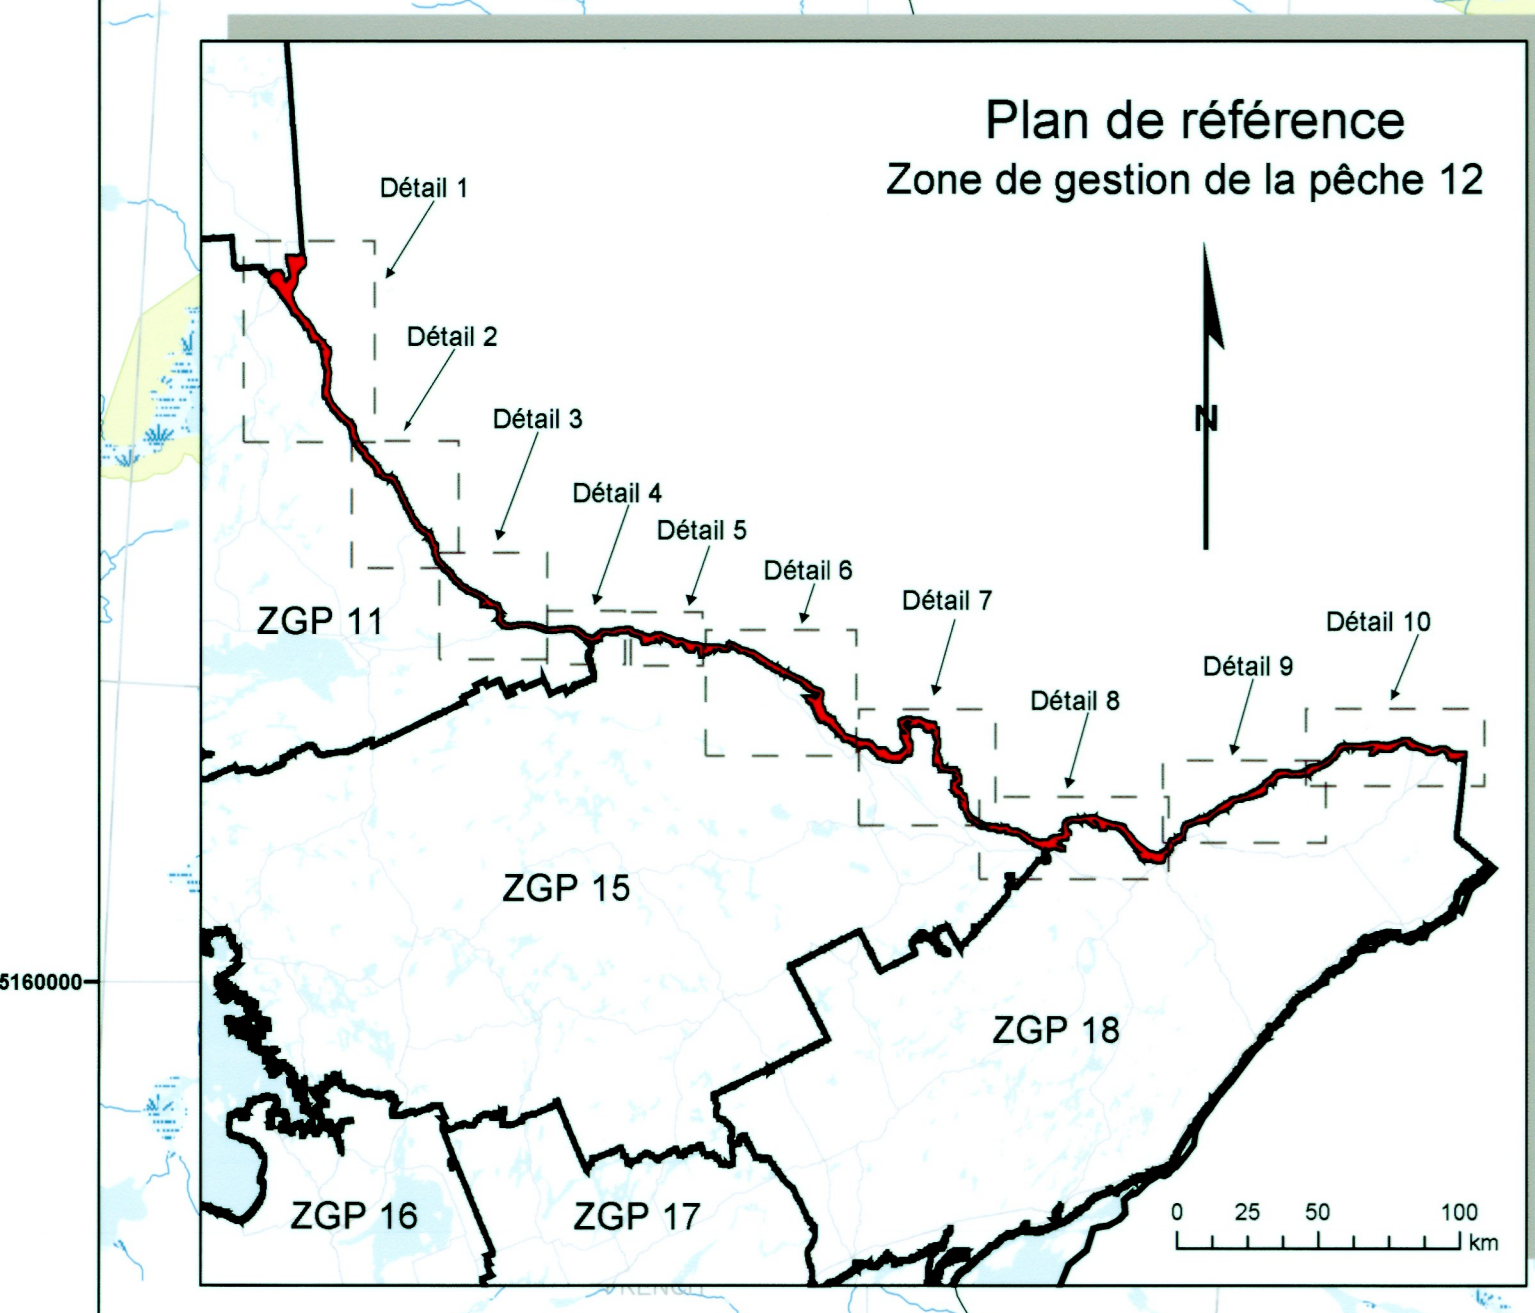 Plan de référence
Zone de gestion de la pêche 12
Détail 1
Détail 2
Détail 3
Détail 4
Détail 5
Détail 6
Détail 7
Détail 8
Détail 9
Détail 10
N
ZGP 11
ZGP 15
ZGP 18
ZGP 16
ZGP 17
5160000
0 25 50 100
km